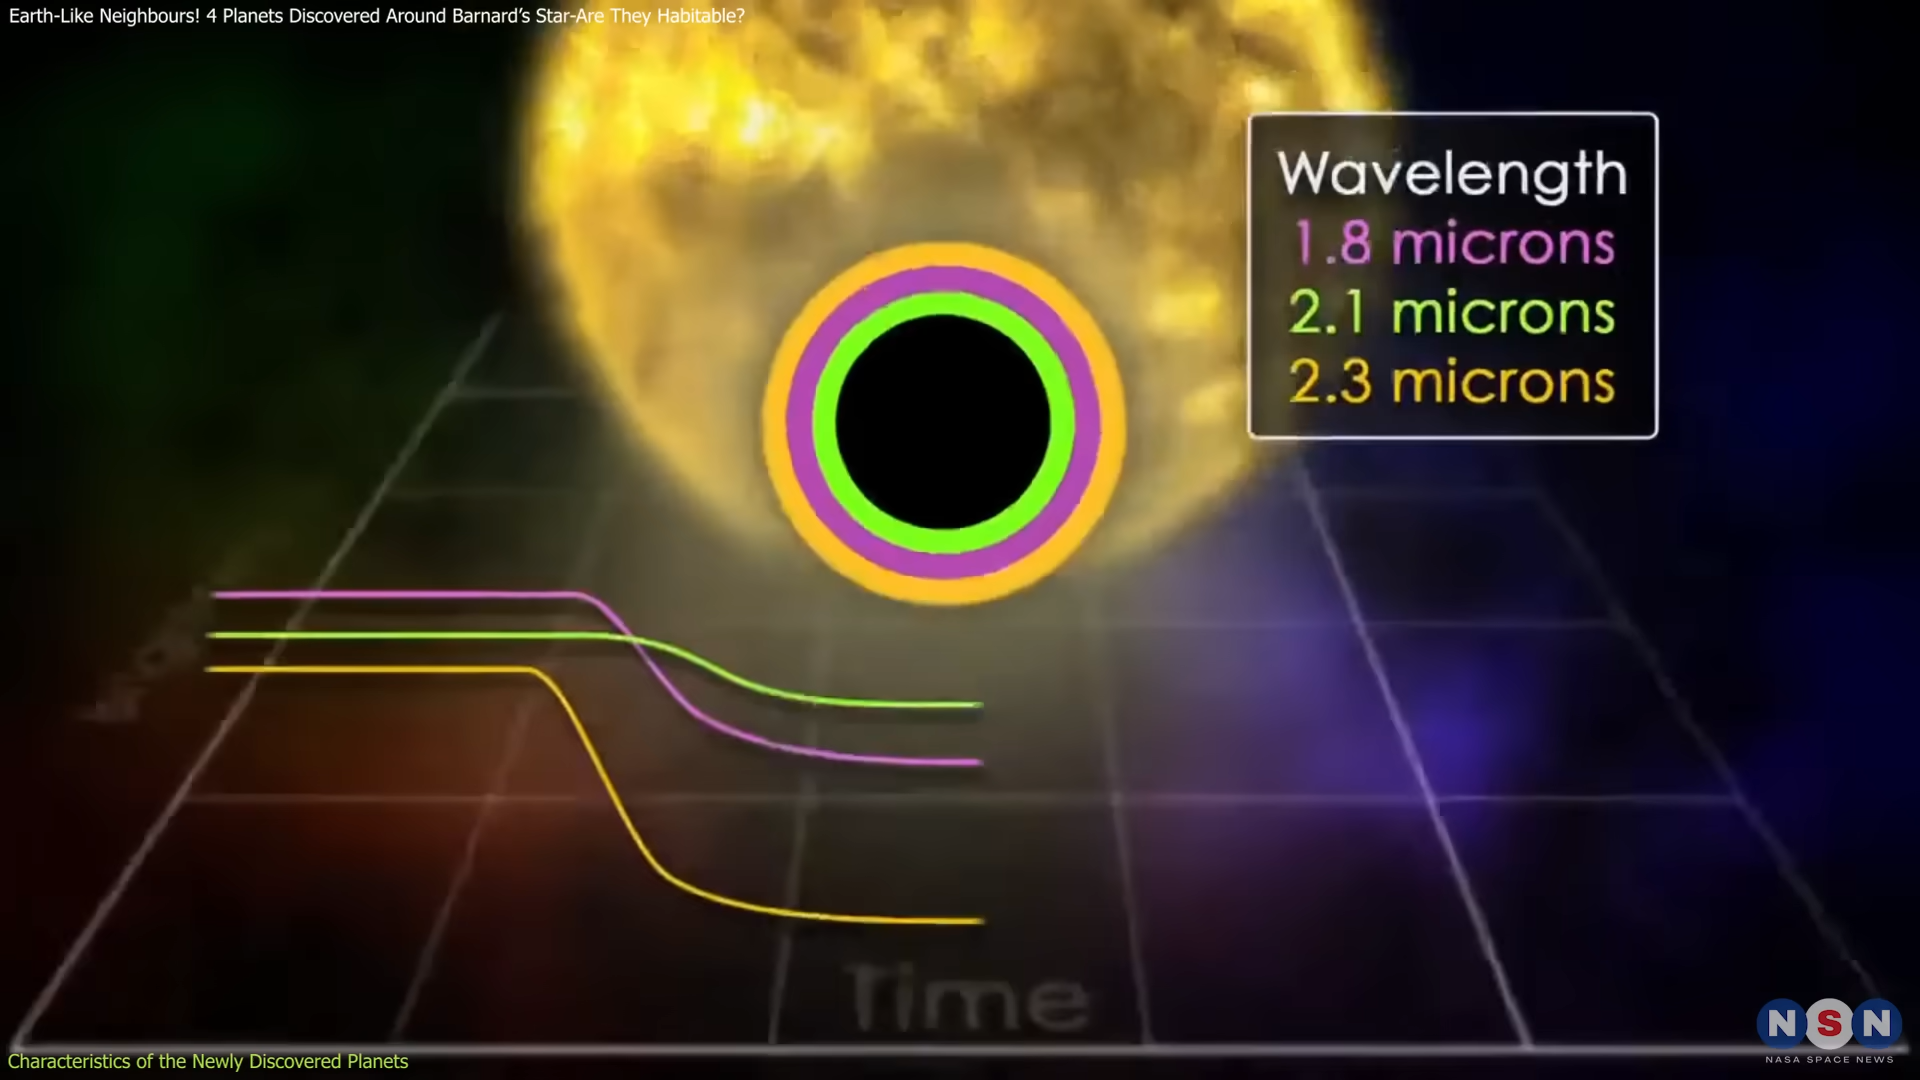 Earth-Like Neighbours! 4 Planets Discovered Around Barnard's Star-Are They Habitable?
Wavelength
1.8 microns
2.1 microns
2.3 microns
Time
NSN
NASA SPACE NEWS
Characteristics of the Newly Discovered Planets